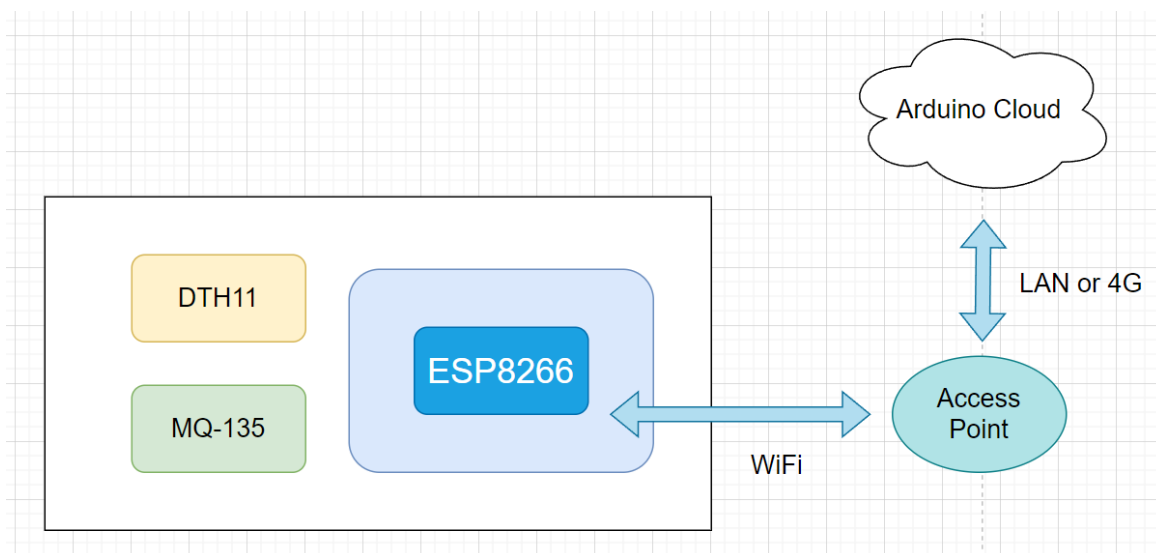 Arduino Cloud
LAN or 4G
DTH11
ESP8266
MQ-135
Access
Point
WiFi